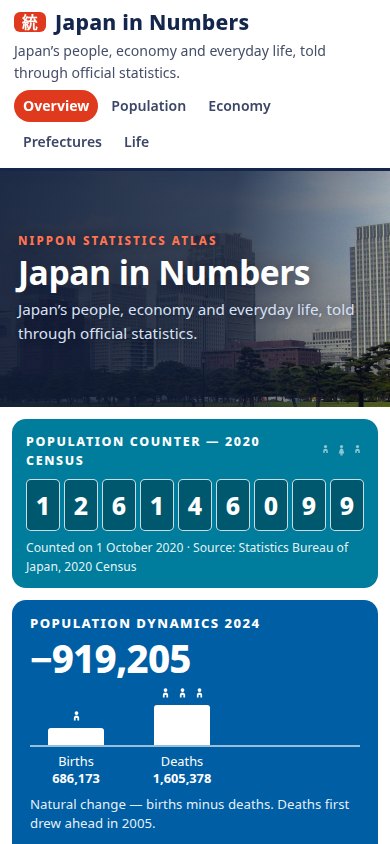 統 Japan in Numbers
Japan’s people, economy and everyday life, told
through official statistics.
Overview Population Economy
Prefectures Life
NIPPON STATISTICS ATLAS
Japan in Numbers
Japan’s people, economy and everyday life, told
through official statistics.
POPULATION COUNTER — 2020
CENSUS
1 2 6 1 4 6 0 9 9
Counted on 1 October 2020 · Source: Statistics Bureau of
Japan, 2020 Census
POPULATION DYNAMICS 2024
−919,205
Births Deaths
686,173 1,605,378
Natural change — births minus deaths. Deaths first
drew ahead in 2005.